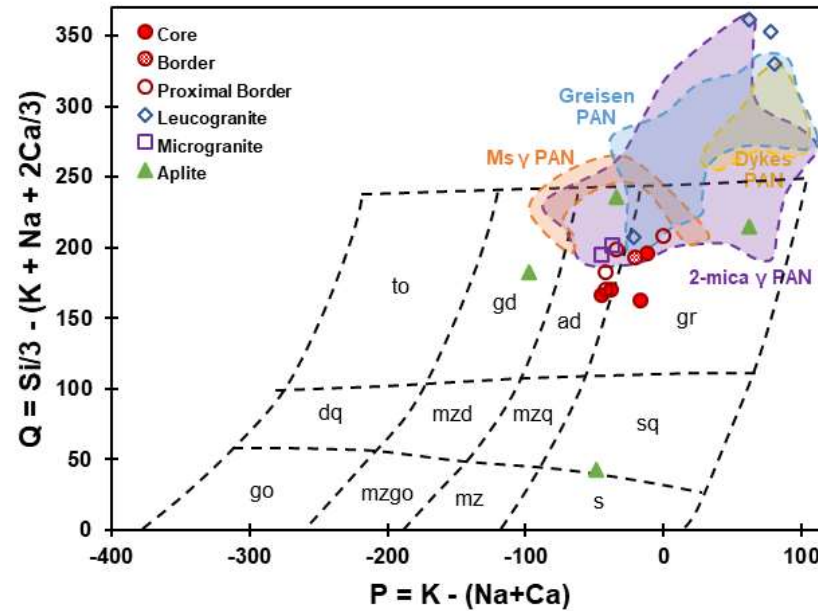 Q = Si/3 - (K + Na + 2Ca/3)
350
300
250
200
150
100
50
0
Core
Border
Proximal Border
Leucogranite
Microgranite
Aplite
Greisen
PAN
Ms γ PAN
Dykes
PAN
2-mica γ PAN
to
gd
ad
gr
dq
mzd
mzq
sq
go
mzgo
mz
s
-400
-300
-200
-100
0
100
P = K - (Na+Ca)